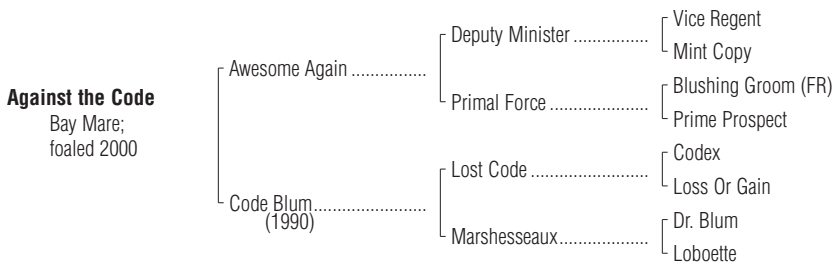 Vice Regent
Deputy Minister ..................
Mint Copy
Awesome Again ..................
Blushing Groom (FR)
Primal Force ......................
Prime Prospect
Against the Code
Bay Mare;
foaled 2000
Codex
Lost Code ............................
Loss Or Gain
Code Blum...........................
(1990)
Dr. Blum
Marshesseaux.....................
Loboette